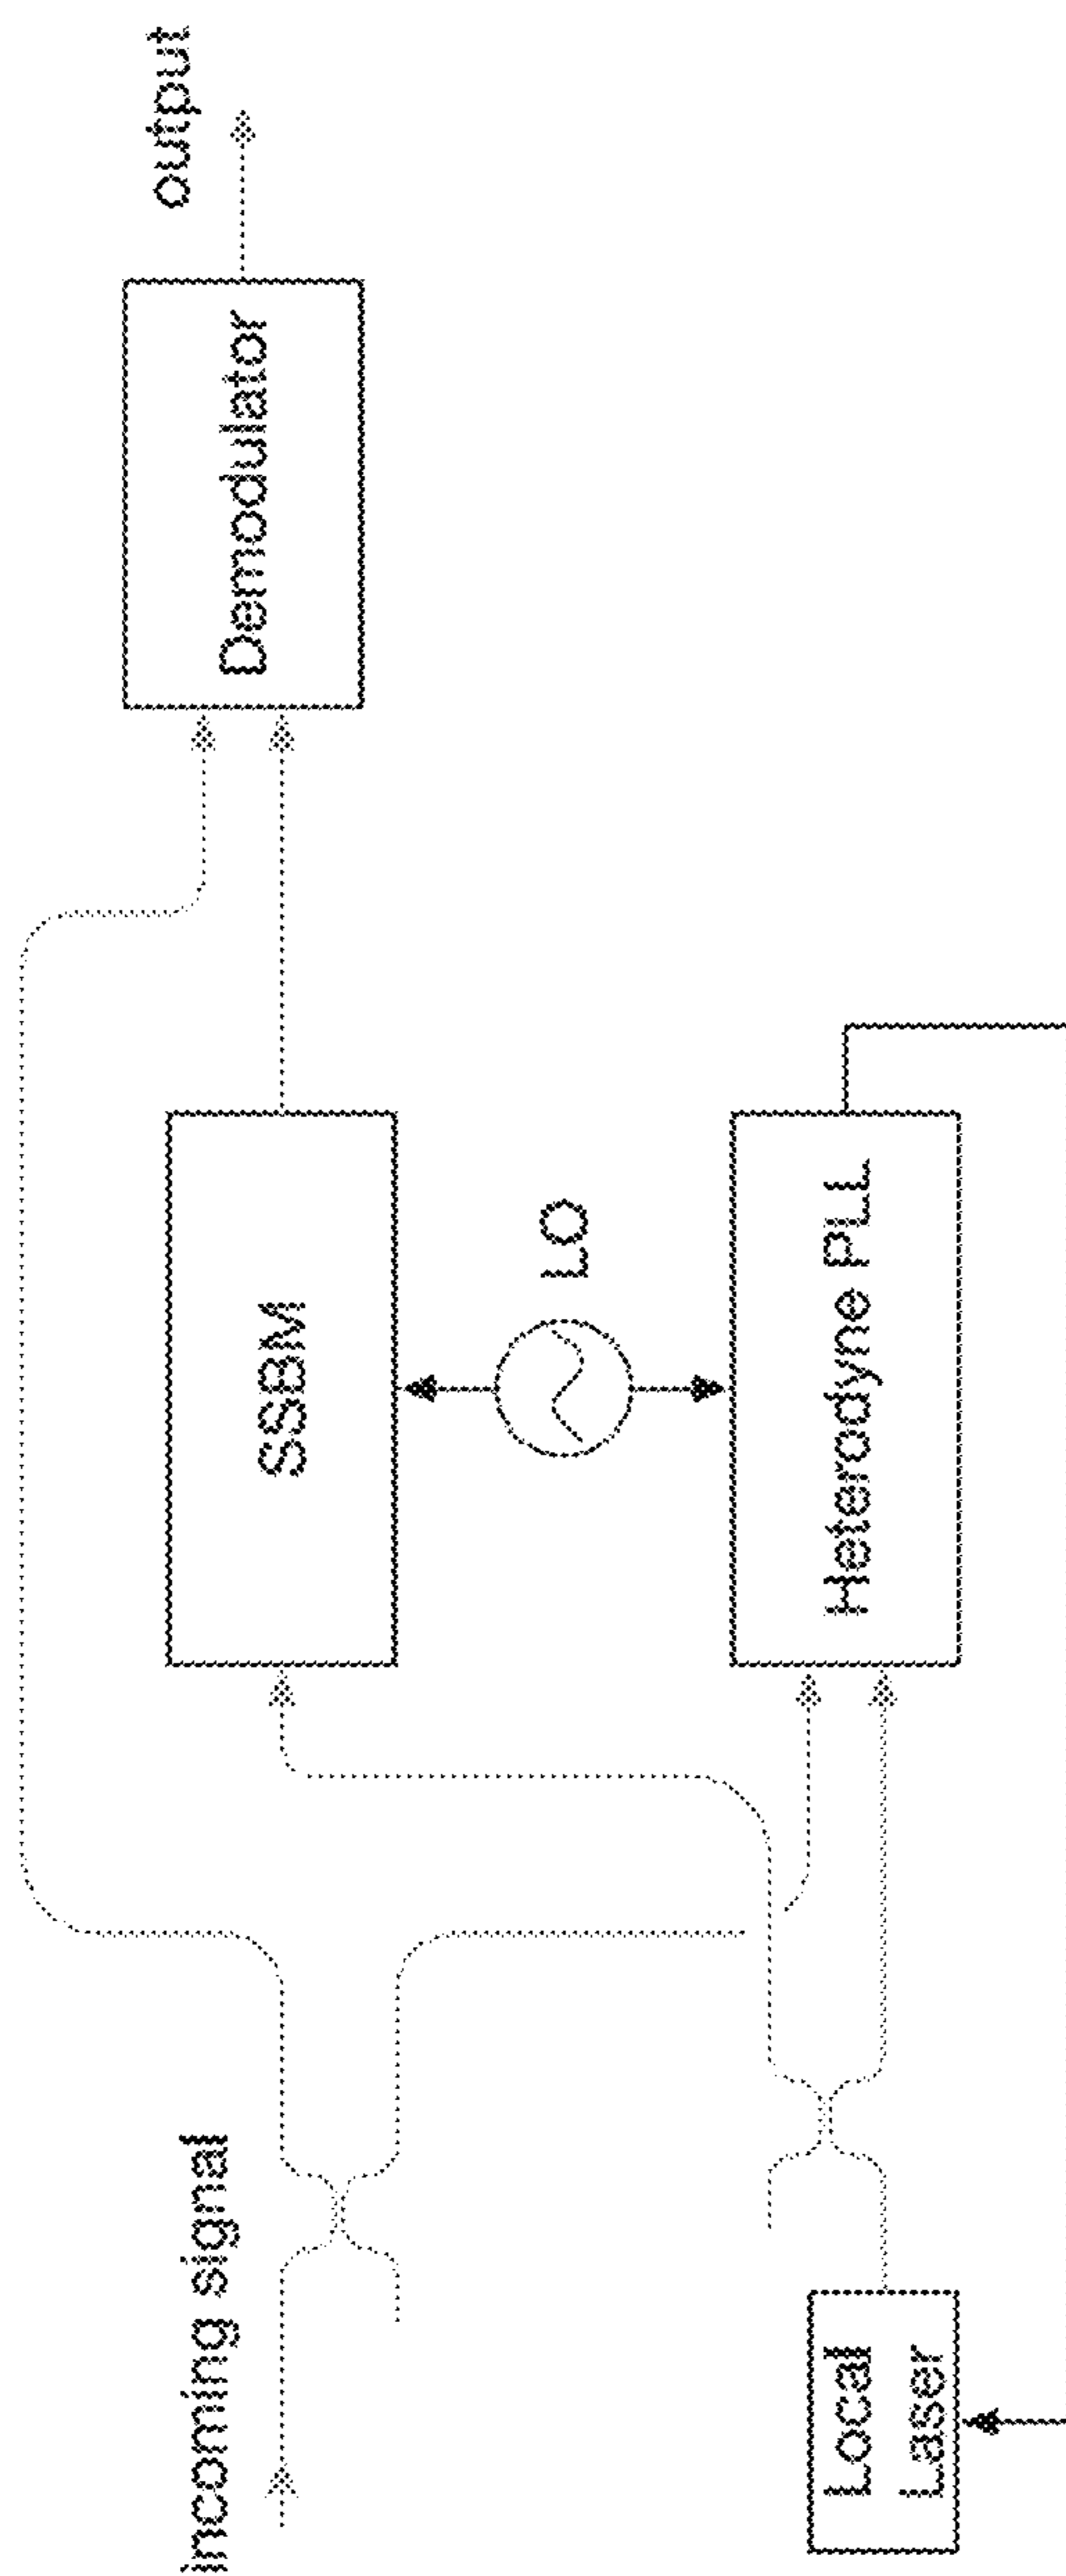 incoming signal
SSBM
Demodulator
output
LO
Local
Laser
Heterodyne PLL